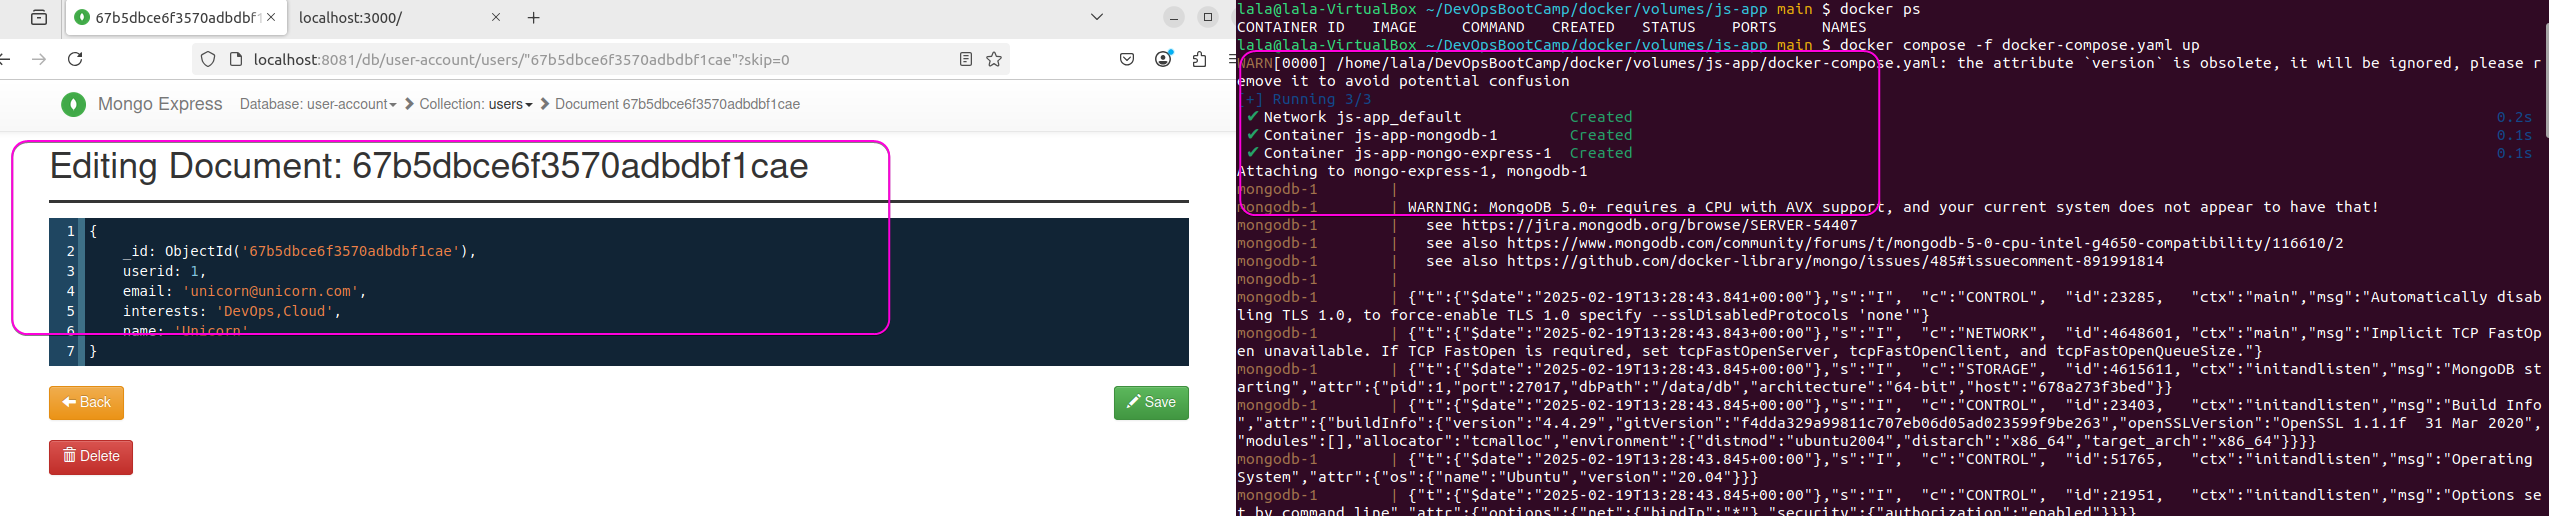 67b5dbce6f3570adbdbf1
localhost:3000/
localhost:8081/db/user-account/users/"67b5dbce6f3570adbdbf1cae"?skip=0
Mongo Express Database: user-account Collection: users Document 67b5dbce6f3570adbdbf1cae
Editing Document: 67b5dbce6f3570adbdbf1cae
1 {
2 _id: ObjectId('67b5dbce6f3570adbdbf1cae'),
3 userid: 1,
4 email: 'unicorn@unicorn.com',
5 interests: 'DevOps,Cloud',
6 name: 'Unicorn'
7 }
Back
Save
Delete
lala@lala-VirtualBox ~/DevOpsBootCamp/docker/volumes/js-app main $ docker ps
CONTAINER ID IMAGE COMMAND CREATED STATUS PORTS NAMES
lala@lala-VirtualBox ~/DevOpsBootCamp/docker/volumes/js-app main $ docker compose -f docker-compose.yaml up
WARN[0000] /home/lala/DevOpsBootCamp/docker/volumes/js-app/docker-compose.yaml: the attribute `version` is obsolete, it will be ignored, please r
emove it to avoid potential confusion
[+] Running 3/3
✔ Network js-app_default Created 0.2s
✔ Container js-app-mongodb-1 Created 0.1s
✔ Container js-app-mongo-express-1 Created 0.1s
Attaching to mongo-express-1, mongodb-1
mongodb-1 |
mongodb-1 | WARNING: MongoDB 5.0+ requires a CPU with AVX support, and your current system does not appear to have that!
mongodb-1 | see https://jira.mongodb.org/browse/SERVER-54407
mongodb-1 | see also https://www.mongodb.com/community/forums/t/mongodb-5-0-cpu-intel-g4650-compatibility/116610/2
mongodb-1 | see also https://github.com/docker-library/mongo/issues/485#issuecomment-891991814
mongodb-1 |
mongodb-1 | {"t":{"$date":"2025-02-19T13:28:43.841+00:00"},"s":"I", "c":"CONTROL", "id":23285, "ctx":"main","msg":"Automatically disab
ling TLS 1.0, to force-enable TLS 1.0 specify --sslDisabledProtocols 'none'"}
mongodb-1 | {"t":{"$date":"2025-02-19T13:28:43.843+00:00"},"s":"I", "c":"NETWORK", "id":4648601, "ctx":"main","msg":"Implicit TCP FastOp
en unavailable. If TCP FastOpen is required, set tcpFastOpenServer, tcpFastOpenClient, and tcpFastOpenQueueSize."}
mongodb-1 | {"t":{"$date":"2025-02-19T13:28:43.845+00:00"},"s":"I", "c":"STORAGE", "id":4615611, "ctx":"initandlisten","msg":"MongoDB st
arting","attr":{"pid":1,"port":27017,"dbPath":"/data/db","architecture":"64-bit","host":"678a273f3bed"}}
mongodb-1 | {"t":{"$date":"2025-02-19T13:28:43.845+00:00"},"s":"I", "c":"CONTROL", "id":23403, "ctx":"initandlisten","msg":"Build Info
","attr":{"buildInfo":{"version":"4.4.29","gitVersion":"f4dda329a99811c707eb06d05ad023599f9be263","openSSLVersion":"OpenSSL 1.1.1f 31 Mar 2020",
"modules":[],"allocator":"tcmalloc","environment":{"distmod":"ubuntu2004","distarch":"x86_64","target_arch":"x86_64"}}}}
mongodb-1 | {"t":{"$date":"2025-02-19T13:28:43.845+00:00"},"s":"I", "c":"CONTROL", "id":51765, "ctx":"initandlisten","msg":"Operating
System","attr":{"os":{"name":"Ubuntu","version":"20.04"}}}
mongodb-1 | {"t":{"$date":"2025-02-19T13:28:43.845+00:00"},"s":"I", "c":"CONTROL", "id":21951, "ctx":"initandlisten","msg":"Options se
t by command line","attr":{"options":{"net":{"bindIp":"*"},"security":{"authorization":"enabled"}}}}